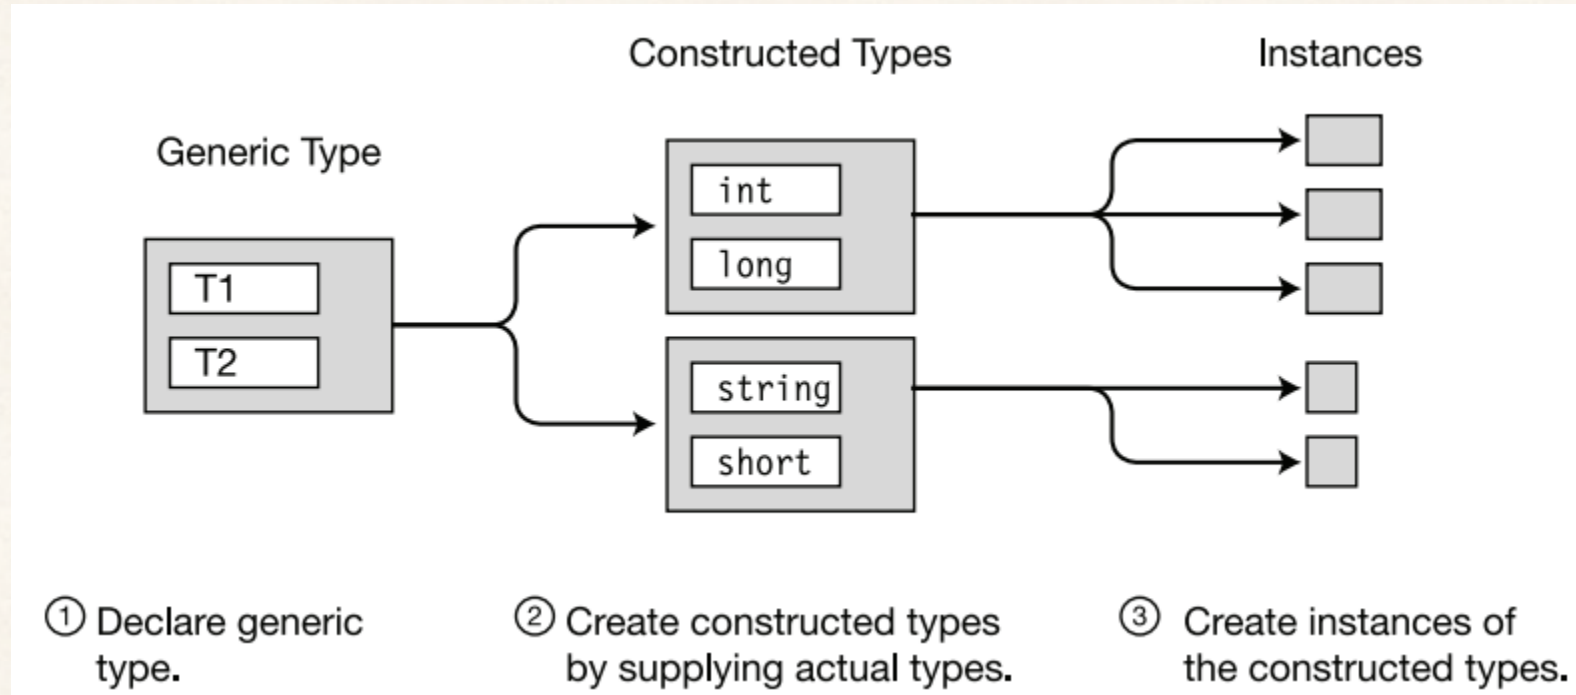 Constructed Types
Instances
Generic Type
T1
T2
int
long
string
short
① Declare generic
type.
② Create constructed types
by supplying actual types.
③ Create instances of
the constructed types.